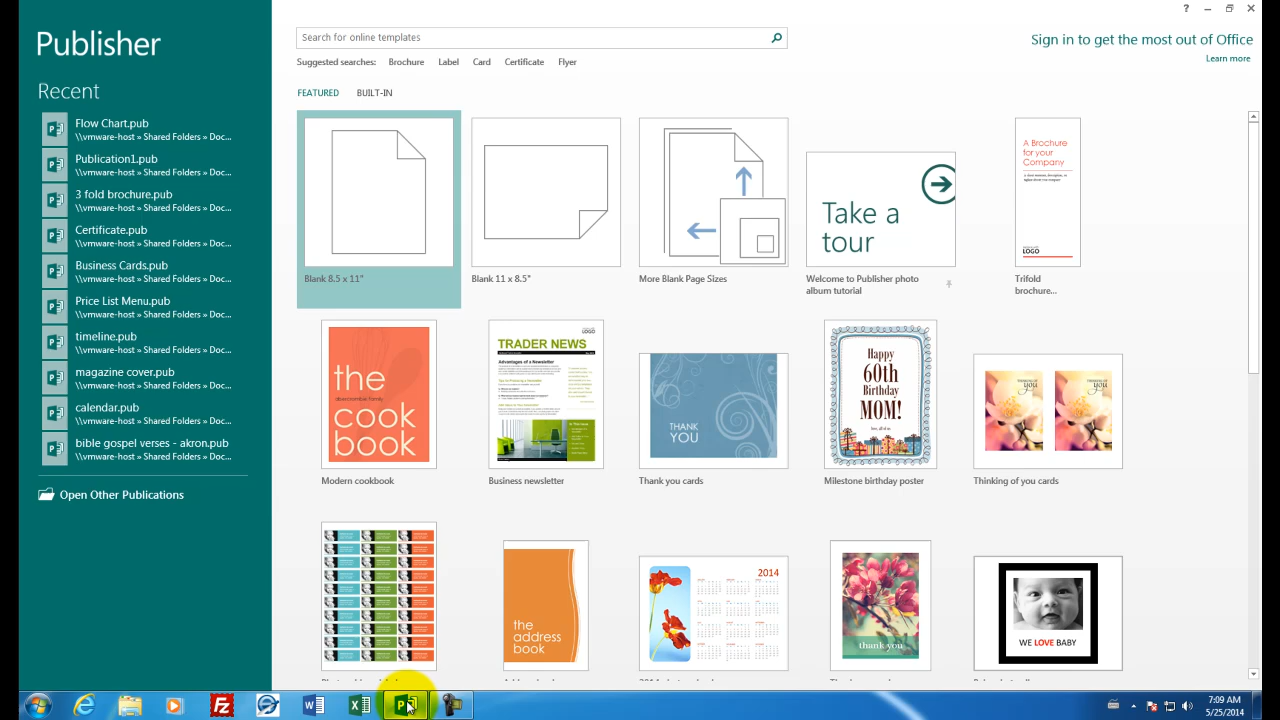 Publisher
Recent
Flow Chart.pub
\\vmware-host » Shared Folders » Doc...
Publication1.pub
\\vmware-host » Shared Folders » Doc...
3 fold brochure.pub
\\vmware-host » Shared Folders » Doc...
Certificate.pub
\\vmware-host » Shared Folders » Doc...
Business Cards.pub
\\vmware-host » Shared Folders » Doc...
Price List Menu.pub
\\vmware-host » Shared Folders » Doc...
timeline.pub
\\vmware-host » Shared Folders » Doc...
magazine cover.pub
\\vmware-host » Shared Folders » Doc...
calendar.pub
\\vmware-host » Shared Folders » Doc...
bible gospel verses - akron.pub
\\vmware-host » Shared Folders » Doc...
Open Other Publications
?
Sign in to get the most out of Office
Learn more
Search for online templates
Suggested searches: Brochure Label Card Certificate Flyer
FEATURED BUILT-IN
Take a
tour
A Brochure
for your
Company
LOGO
Blank 8.5 x 11"
Blank 11 x 8.5"
More Blank Page Sizes
Welcome to Publisher photo
album tutorial
Trifold
brochure...
the
cook
book
LOGO
TRADER NEWS
Advantages of a Newsletter
THANK
YOU
Happy
60th
Birthday
MOM!
you
you
Modern cookbook
Business newsletter
Thank you cards
Milestone birthday poster
Thinking of you cards
the
address
book
2014
thank you
WE LOVE BABY
7:09 AM
5/25/2014